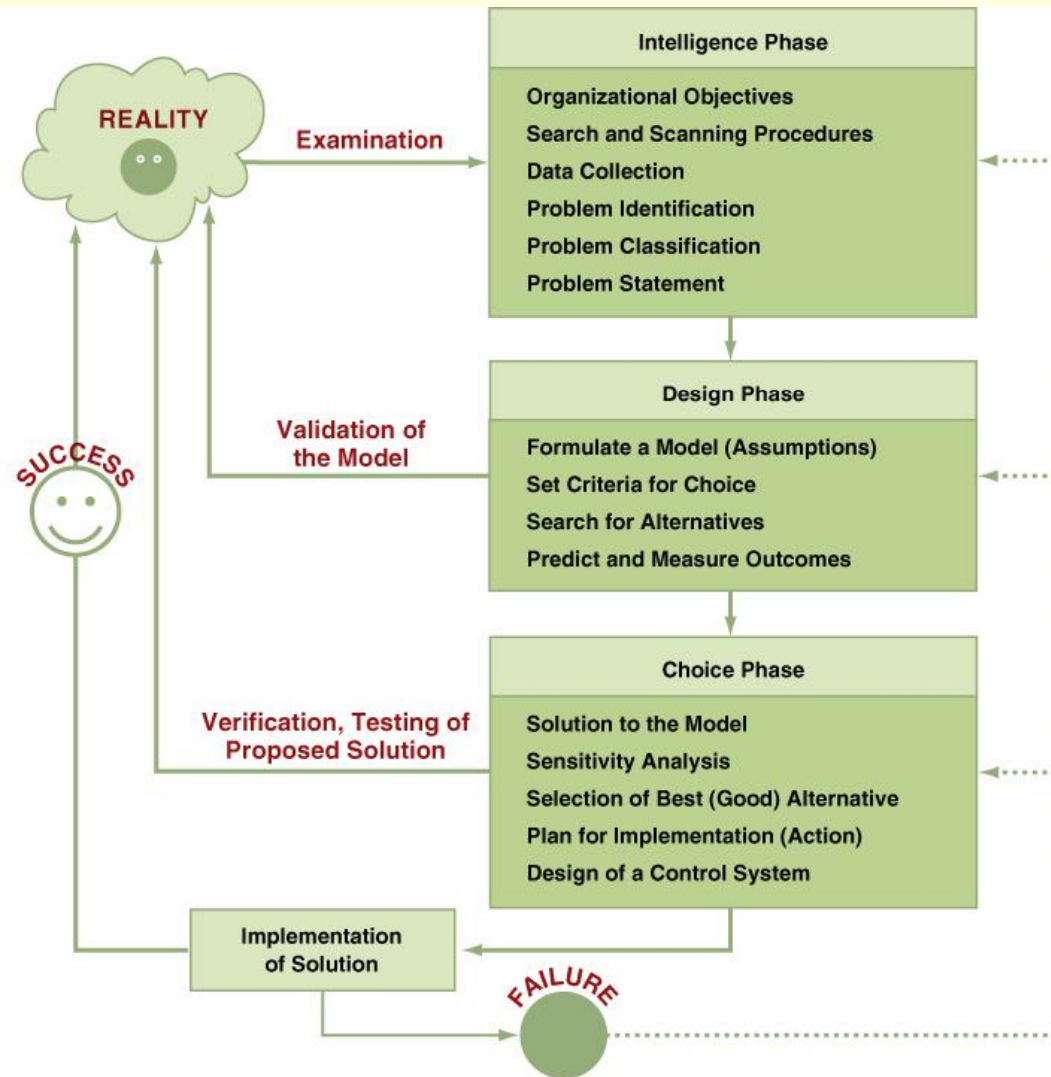 Intelligence Phase
Organizational Objectives
Search and Scanning Procedures
Data Collection
Problem Identification
Problem Classification
Problem Statement
REALITY
Examination
Design Phase
Formulate a Model (Assumptions)
Set Criteria for Choice
Search for Alternatives
Predict and Measure Outcomes
Validation of
the Model
SUCCESS
Choice Phase
Solution to the Model
Sensitivity Analysis
Selection of Best (Good) Alternative
Plan for Implementation (Action)
Design of a Control System
Verification, Testing of
Proposed Solution
Implementation
of Solution
FAILURE